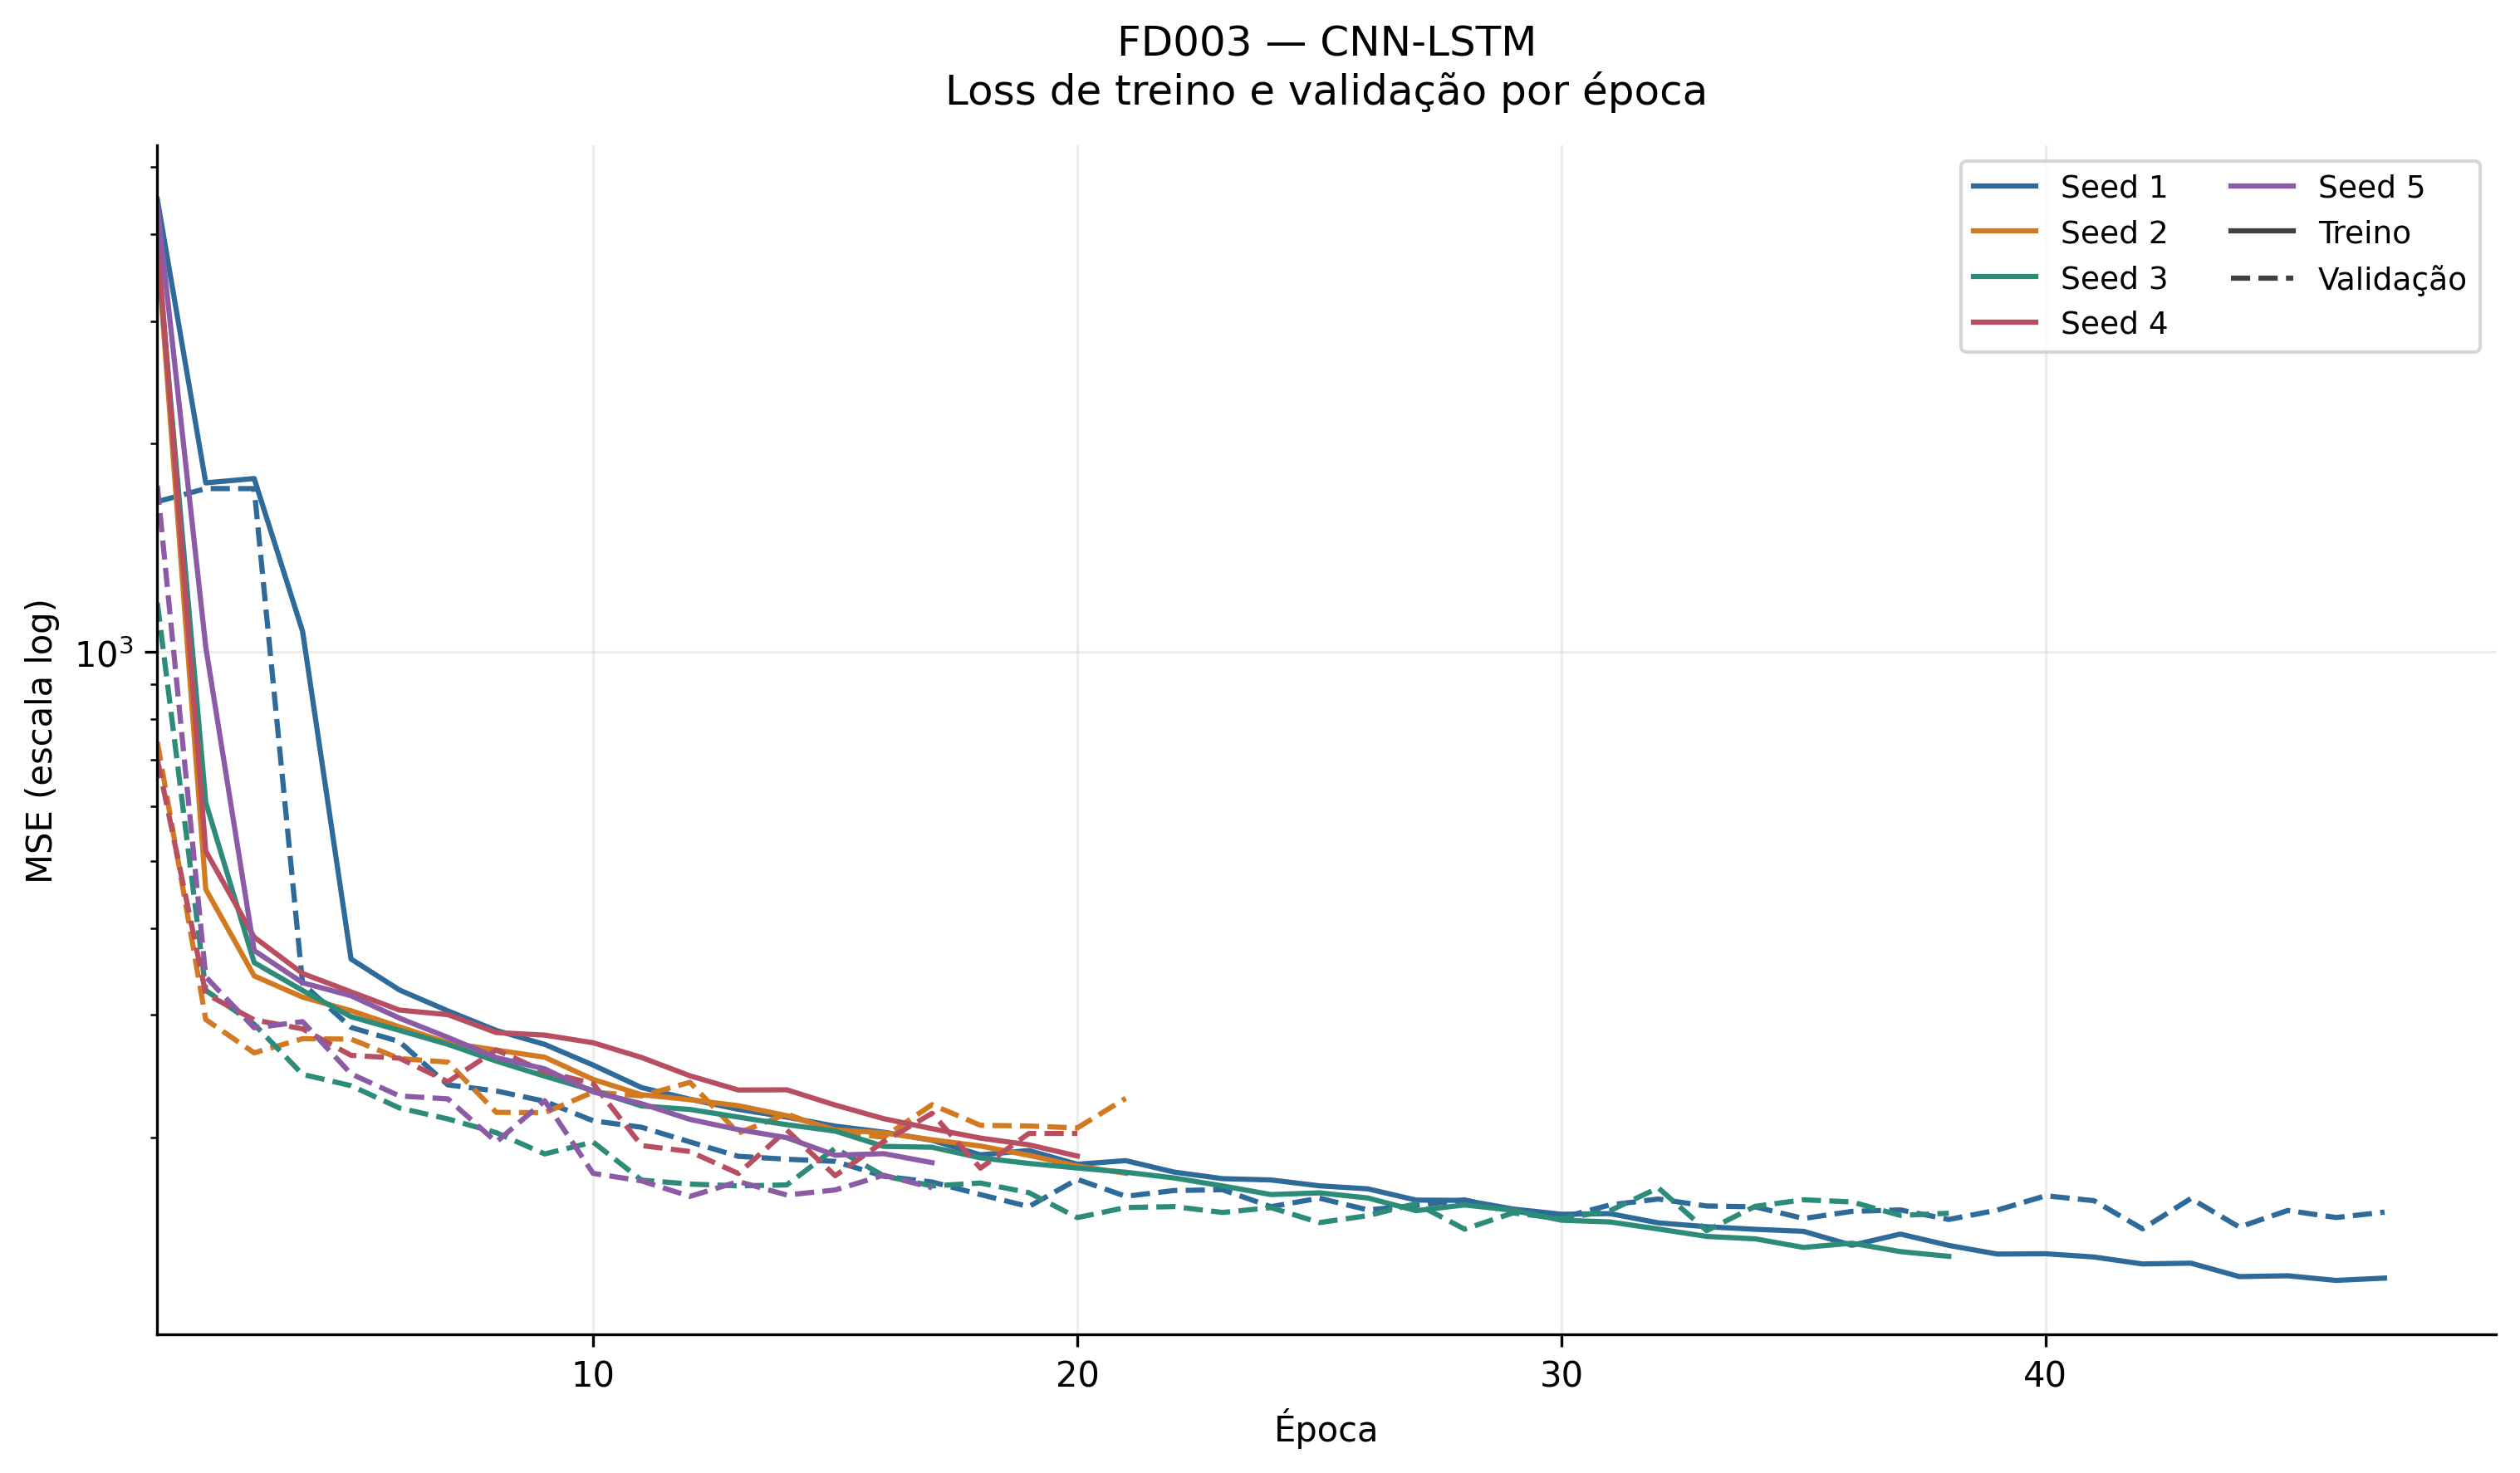 FD003 — CNN-LSTM
Loss de treino e validação por época
Seed 1
Seed 2
Seed 3
Seed 4
Seed 5
Treino
Validação
MSE (escala log)
10³
10
20
30
40
Época